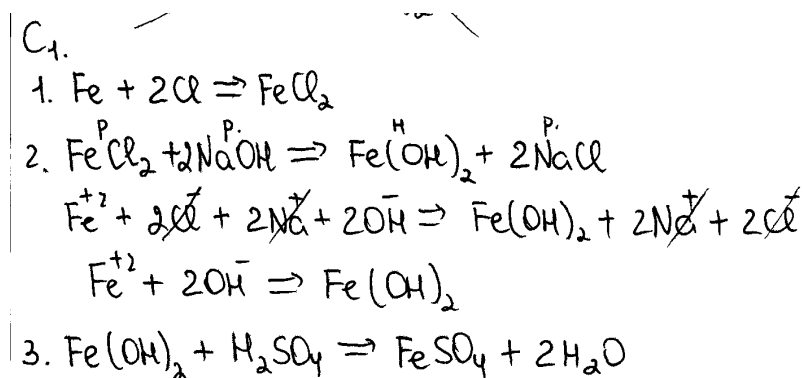 C₁.
1. Fe + 2Cl ⇒ FeCl₂
р р. н р.
2. FeCl₂ + 2NaOH ⇒ Fe(OH)₂ + 2NaCl
Fe⁺² + 2Cl⁻ + 2Na⁺ + 2OH⁻ ⇒ Fe(OH)₂ + 2Na⁺ + 2Cl⁻
Fe⁺² + 2OH⁻ ⇒ Fe(OH)₂
3. Fe(OH)₂ + H₂SO₄ ⇒ FeSO₄ + 2H₂O